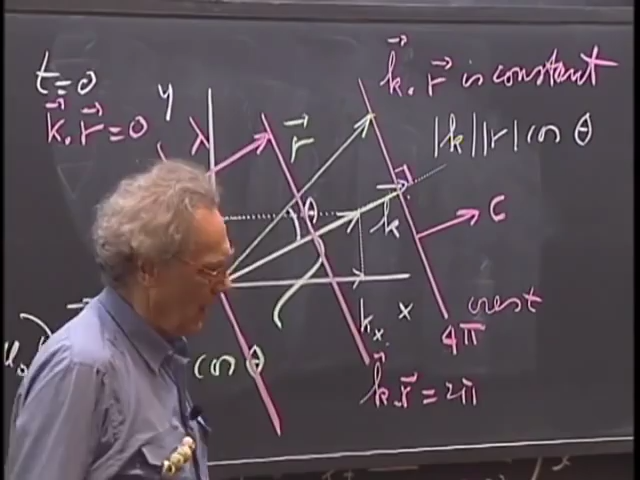 t=0
k⃗ · r⃗ = 0
y
λ
r⃗
k⃗ · r⃗ is constant
|k||r| cos θ
θ
k
c
x
kₓ
crest
4π
cos θ
k⃗ · r⃗ = 2π